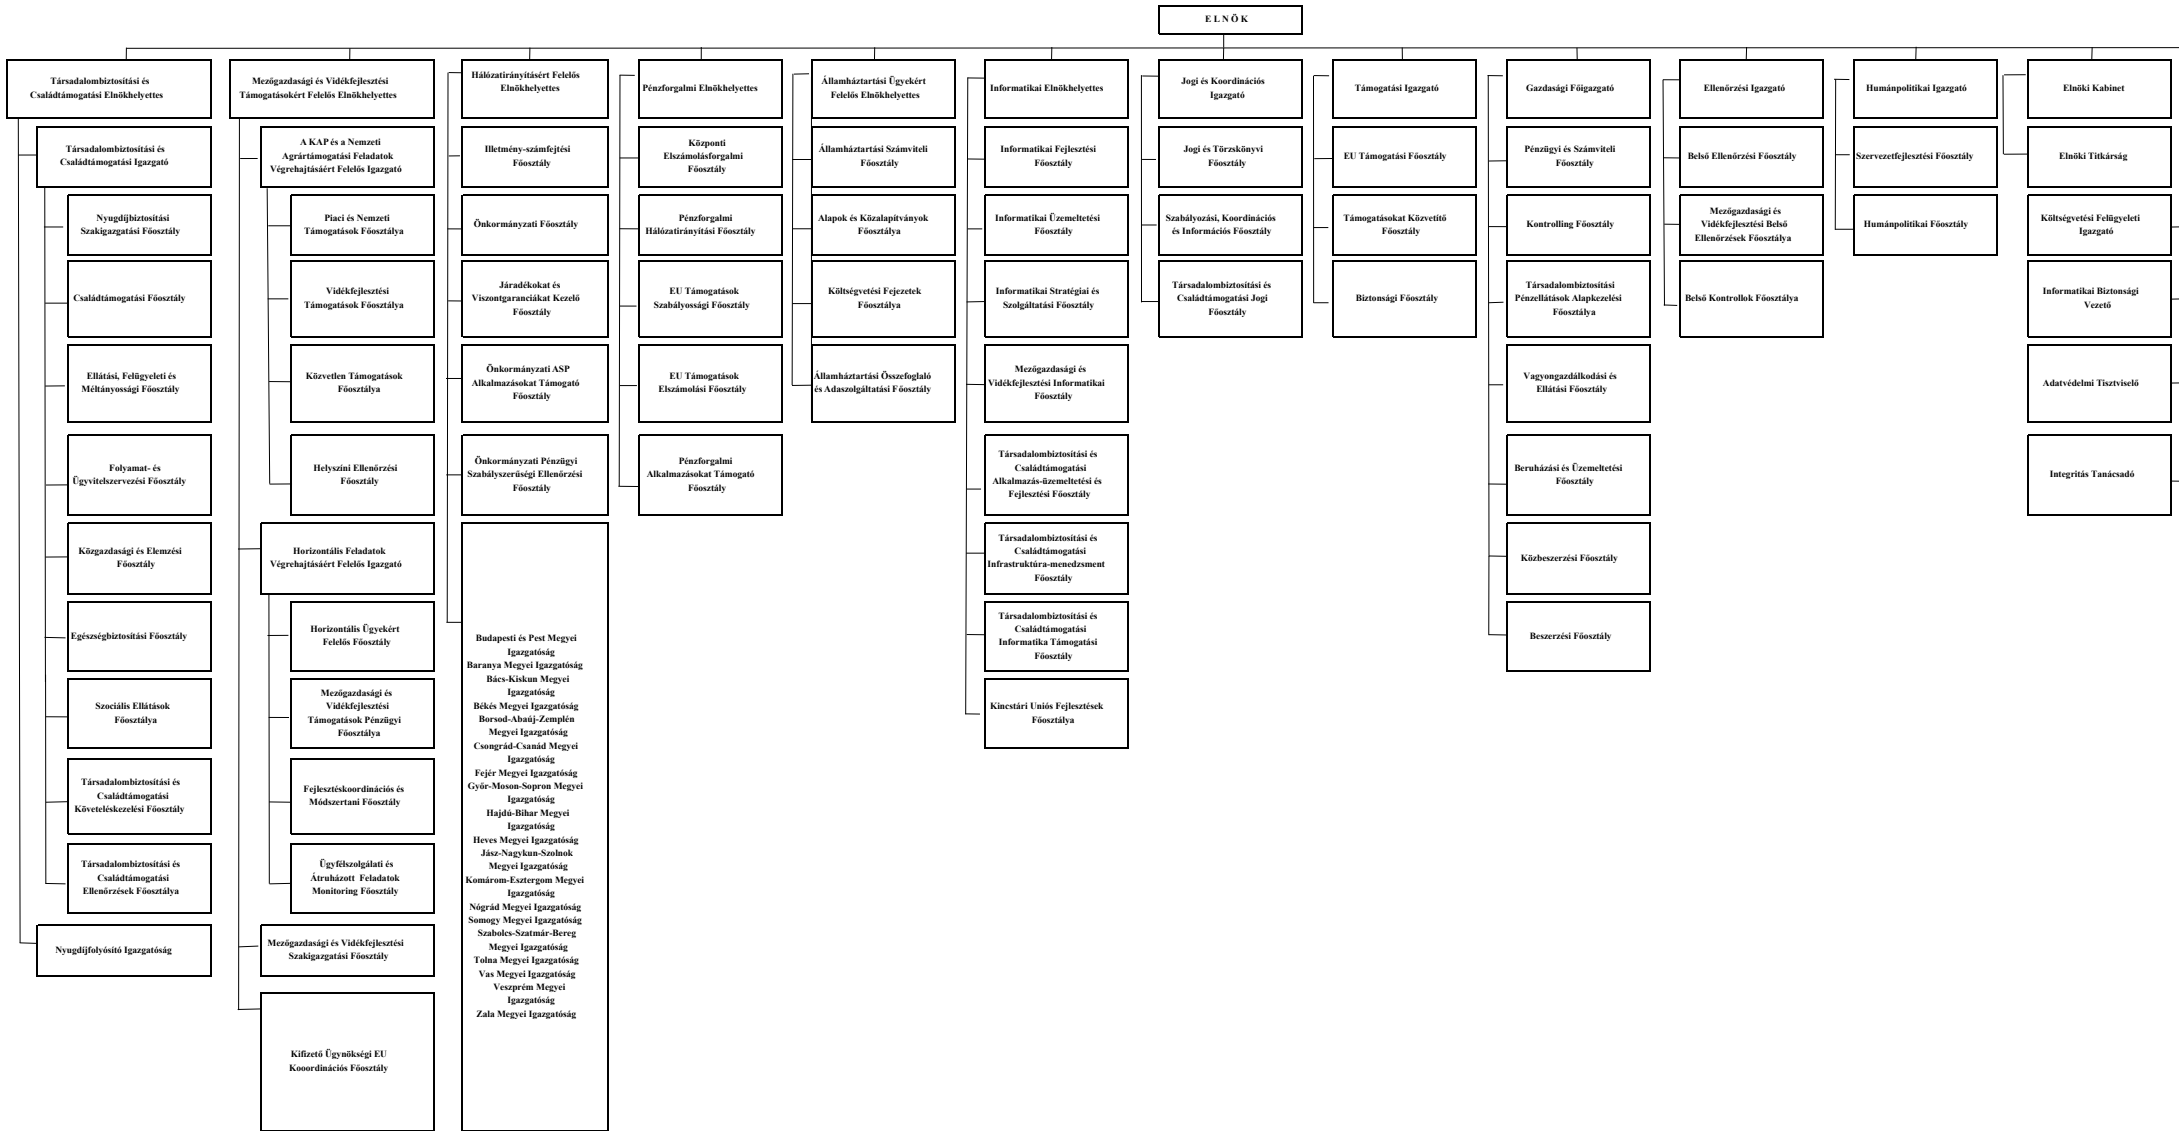 E L N Ö K
Társadalombiztosítási és
Családtámogatási Elnökhelyettes
Társadalombiztosítási és
Családtámogatási Igazgató
Nyugdíjbiztosítási
Szakigazgatási Főosztály
Családtámogatási Főosztály
Ellátási, Felügyeleti és
Méltányossági Főosztály
Folyamat- és
Ügyvitelszervezési Főosztály
Közgazdasági és Elemzési
Főosztály
Egészségbiztosítási Főosztály
Szociális Ellátások
Főosztálya
Társadalombiztosítási és
Családtámogatási
Követeléskezelési Főosztály
Társadalombiztosítási és
Családtámogatási
Ellenőrzések Főosztálya
Nyugdíjfolyósító Igazgatóság
Mezőgazdasági és Vidékfejlesztési
Támogatásokért Felelős Elnökhelyettes
A KAP és a Nemzeti
Agrártámogatási Feladatok
Végrehajtásáért Felelős Igazgató
Piaci és Nemzeti
Támogatások Főosztálya
Vidékfejlesztési
Támogatások Főosztálya
Közvetlen Támogatások
Főosztálya
Helyszíni Ellenőrzési
Főosztály
Horizontális Feladatok
Végrehajtásáért Felelős Igazgató
Horizontális Ügyekért
Felelős Főosztály
Mezőgazdasági és
Vidékfejlesztési
Támogatások Pénzügyi
Főosztálya
Fejlesztéskoordinációs és
Módszertani Főosztály
Ügyfélszolgálati és
Átruházott Feladatok
Monitoring Főosztály
Mezőgazdasági és Vidékfejlesztési
Szakigazgatási Főosztály
Kifizető Ügynökségi EU
Kooordinációs Főosztály
Hálózatirányításért Felelős
Elnökhelyettes
Illetmény-számfejtési
Főosztály
Önkormányzati Főosztály
Járadékokat és
Viszontgaranciákat Kezelő
Főosztály
Önkormányzati ASP
Alkalmazásokat Támogató
Főosztály
Önkormányzati Pénzügyi
Szabályszerűségi Ellenőrzési
Főosztály
Budapesti és Pest Megyei
Igazgatóság
Baranya Megyei Igazgatóság
Bács-Kiskun Megyei
Igazgatóság
Békés Megyei Igazgatóság
Borsod-Abaúj-Zemplén
Megyei Igazgatóság
Csongrád-Csanád Megyei
Igazgatóság
Fejér Megyei Igazgatóság
Győr-Moson-Sopron Megyei
Igazgatóság
Hajdú-Bihar Megyei
Igazgatóság
Heves Megyei Igazgatóság
Jász-Nagykun-Szolnok
Megyei Igazgatóság
Komárom-Esztergom Megyei
Igazgatóság
Nógrád Megyei Igazgatóság
Somogy Megyei Igazgatóság
Szabolcs-Szatmár-Bereg
Megyei Igazgatóság
Tolna Megyei Igazgatóság
Vas Megyei Igazgatóság
Veszprém Megyei
Igazgatóság
Zala Megyei Igazgatóság
Pénzforgalmi Elnökhelyettes
Központi
Elszámolásforgalmi
Főosztály
Pénzforgalmi
Hálózatirányítási Főosztály
EU Támogatások
Szabályossági Főosztály
EU Támogatások
Elszámolási Főosztály
Pénzforgalmi
Alkalmazásokat Támogató
Főosztály
Államháztartási Ügyekért
Felelős Elnökhelyettes
Államháztartási Számviteli
Főosztály
Alapok és Közalapítványok
Főosztálya
Költségvetési Fejezetek
Főosztálya
Államháztartási Összefoglaló
és Adaszolgáltatási Főosztály
Informatikai Elnökhelyettes
Informatikai Fejlesztési
Főosztály
Informatikai Üzemeltetési
Főosztály
Informatikai Stratégiai és
Szolgáltatási Főosztály
Mezőgazdasági és
Vidékfejlesztési Informatikai
Főosztály
Társadalombiztosítási és
Családtámogatási
Alkalmazás-üzemeltetési és
Fejlesztési Főosztály
Társadalombiztosítási és
Családtámogatási
Infrastruktúra-menedzsment
Főosztály
Társadalombiztosítási és
Családtámogatási
Informatika Támogatási
Főosztály
Kincstári Uniós Fejlesztések
Főosztálya
Jogi és Koordinációs
Igazgató
Jogi és Törzskönyvi
Főosztály
Szabályozási, Koordinációs
és Információs Főosztály
Társadalombiztosítási és
Családtámogatási Jogi
Főosztály
Támogatási Igazgató
EU Támogatási Főosztály
Támogatásokat Közvetítő
Főosztály
Biztonsági Főosztály
Gazdasági Főigazgató
Pénzügyi és Számviteli
Főosztály
Kontrolling Főosztály
Társadalombiztosítási
Pénzellátások Alapkezelési
Főosztálya
Vagyongazdálkodási és
Ellátási Főosztály
Beruházási és Üzemeltetési
Főosztály
Közbeszerzési Főosztály
Beszerzési Főosztály
Ellenőrzési Igazgató
Belső Ellenőrzési Főosztály
Mezőgazdasági és
Vidékfejlesztési Belső
Ellenőrzések Főosztálya
Belső Kontrollok Főosztálya
Humánpolitikai Igazgató
Szervezetfejlesztési Főosztály
Humánpolitikai Főosztály
Elnöki Kabinet
Elnöki Titkárság
Költségvetési Felügyeleti
Igazgató
Informatikai Biztonsági
Vezető
Adatvédelmi Tisztviselő
Integritás Tanácsadó